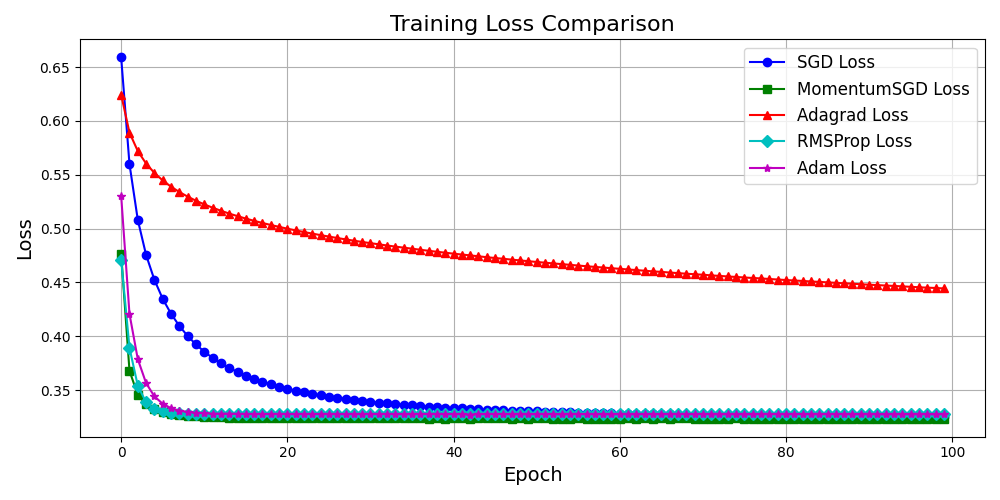 Training Loss Comparison
SGD Loss
MomentumSGD Loss
Adagrad Loss
RMSProp Loss
Adam Loss
Loss
0.65
0.60
0.55
0.50
0.45
0.40
0.35
0 20 40 60 80 100
Epoch